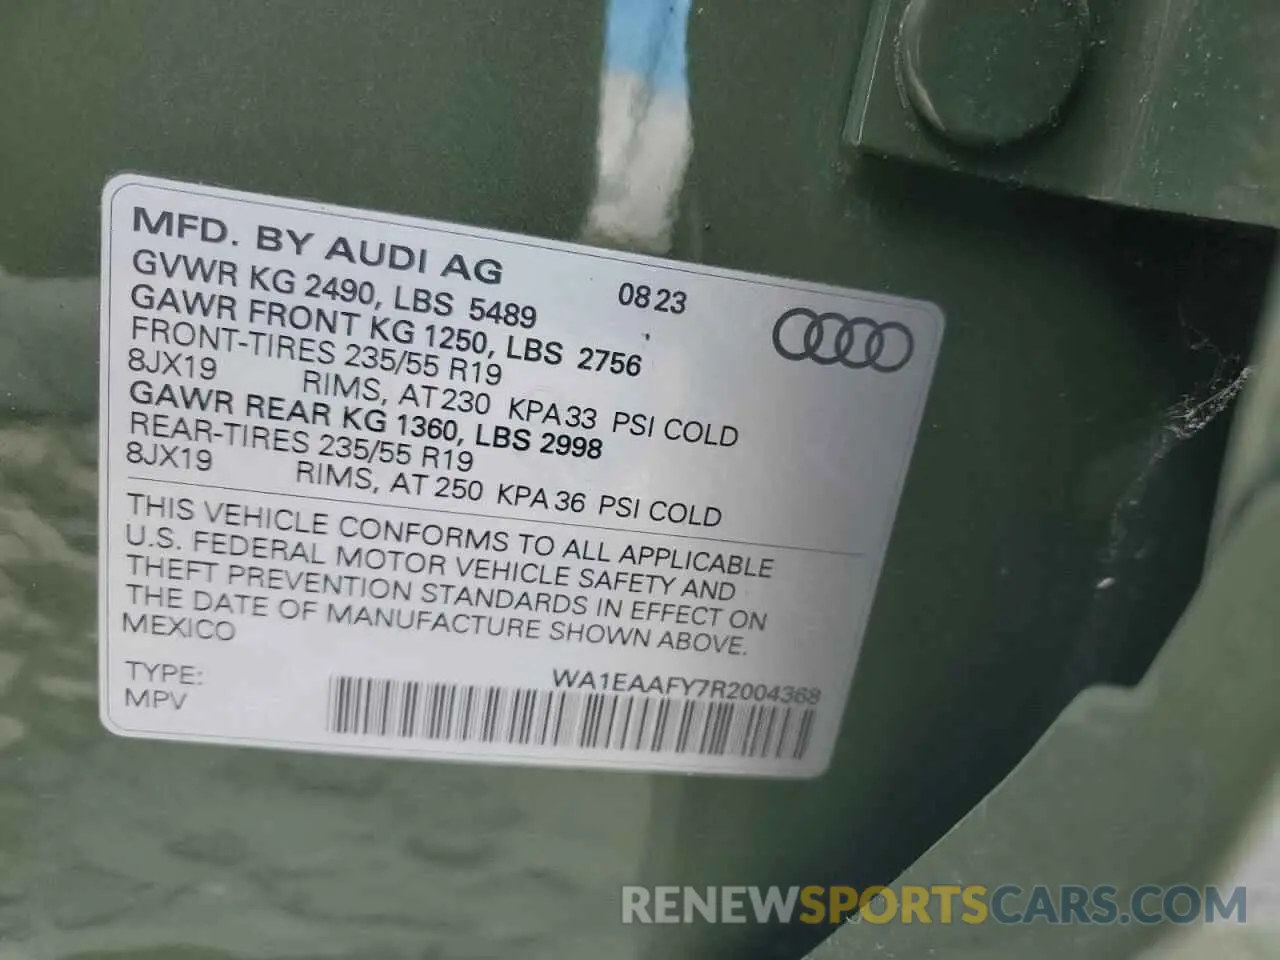 MFD. BY AUDI AG
08 23
GVWR KG 2490, LBS 5489
GAWR FRONT KG 1250, LBS 2756
FRONT-TIRES 235/55 R19
8JX19 RIMS, AT 230 KPA 33 PSI COLD
GAWR REAR KG 1360, LBS 2998
REAR-TIRES 235/55 R19
8JX19 RIMS, AT 250 KPA 36 PSI COLD
THIS VEHICLE CONFORMS TO ALL APPLICABLE
U.S. FEDERAL MOTOR VEHICLE SAFETY AND
THEFT PREVENTION STANDARDS IN EFFECT ON
THE DATE OF MANUFACTURE SHOWN ABOVE.
MEXICO
WA1EAAFY7R2004368
TYPE:
MPV
RENEWSPORTSCARS.COM